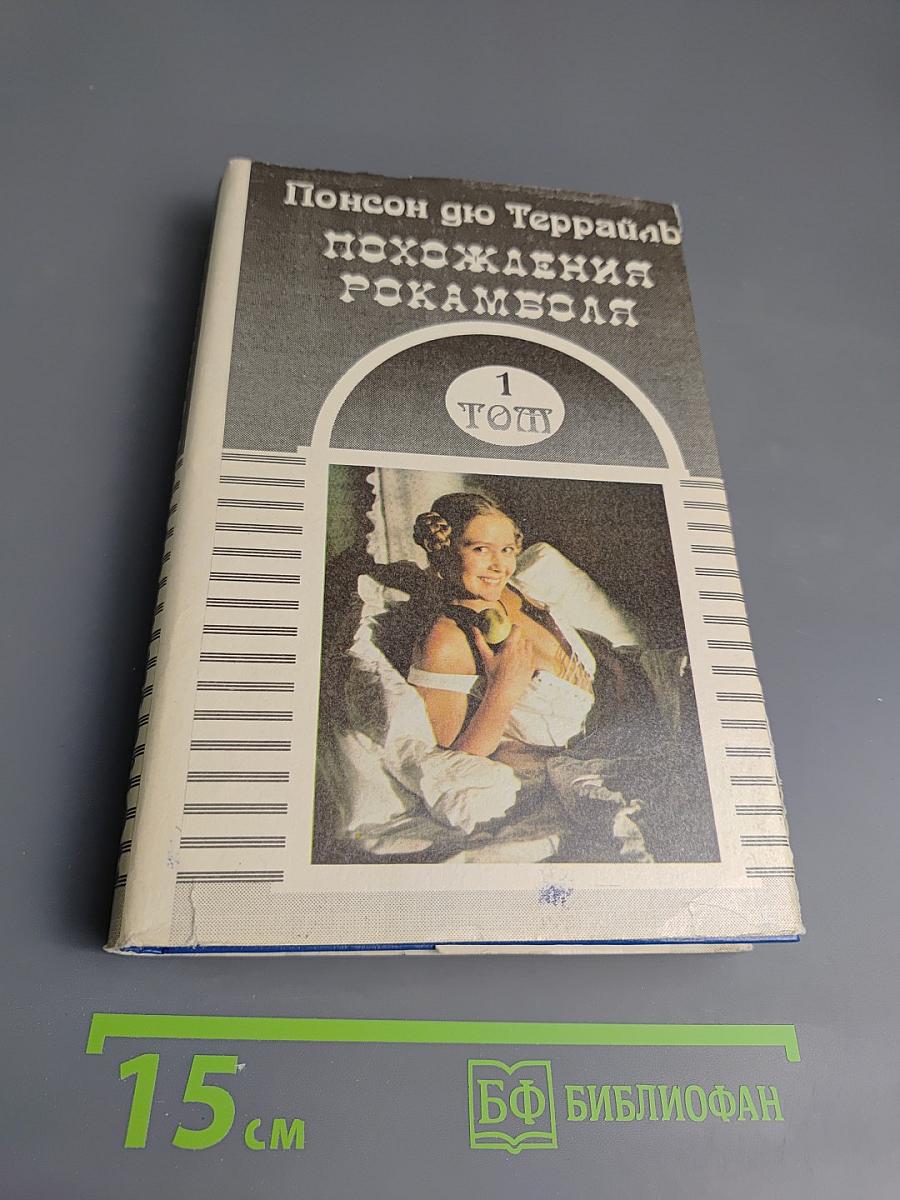 Понсон дю Террайль
ПОХОЖДЕНИЯ
РОКАМБОЛЯ
1
ТОМ
15 см
БФ БИБЛИОФАН